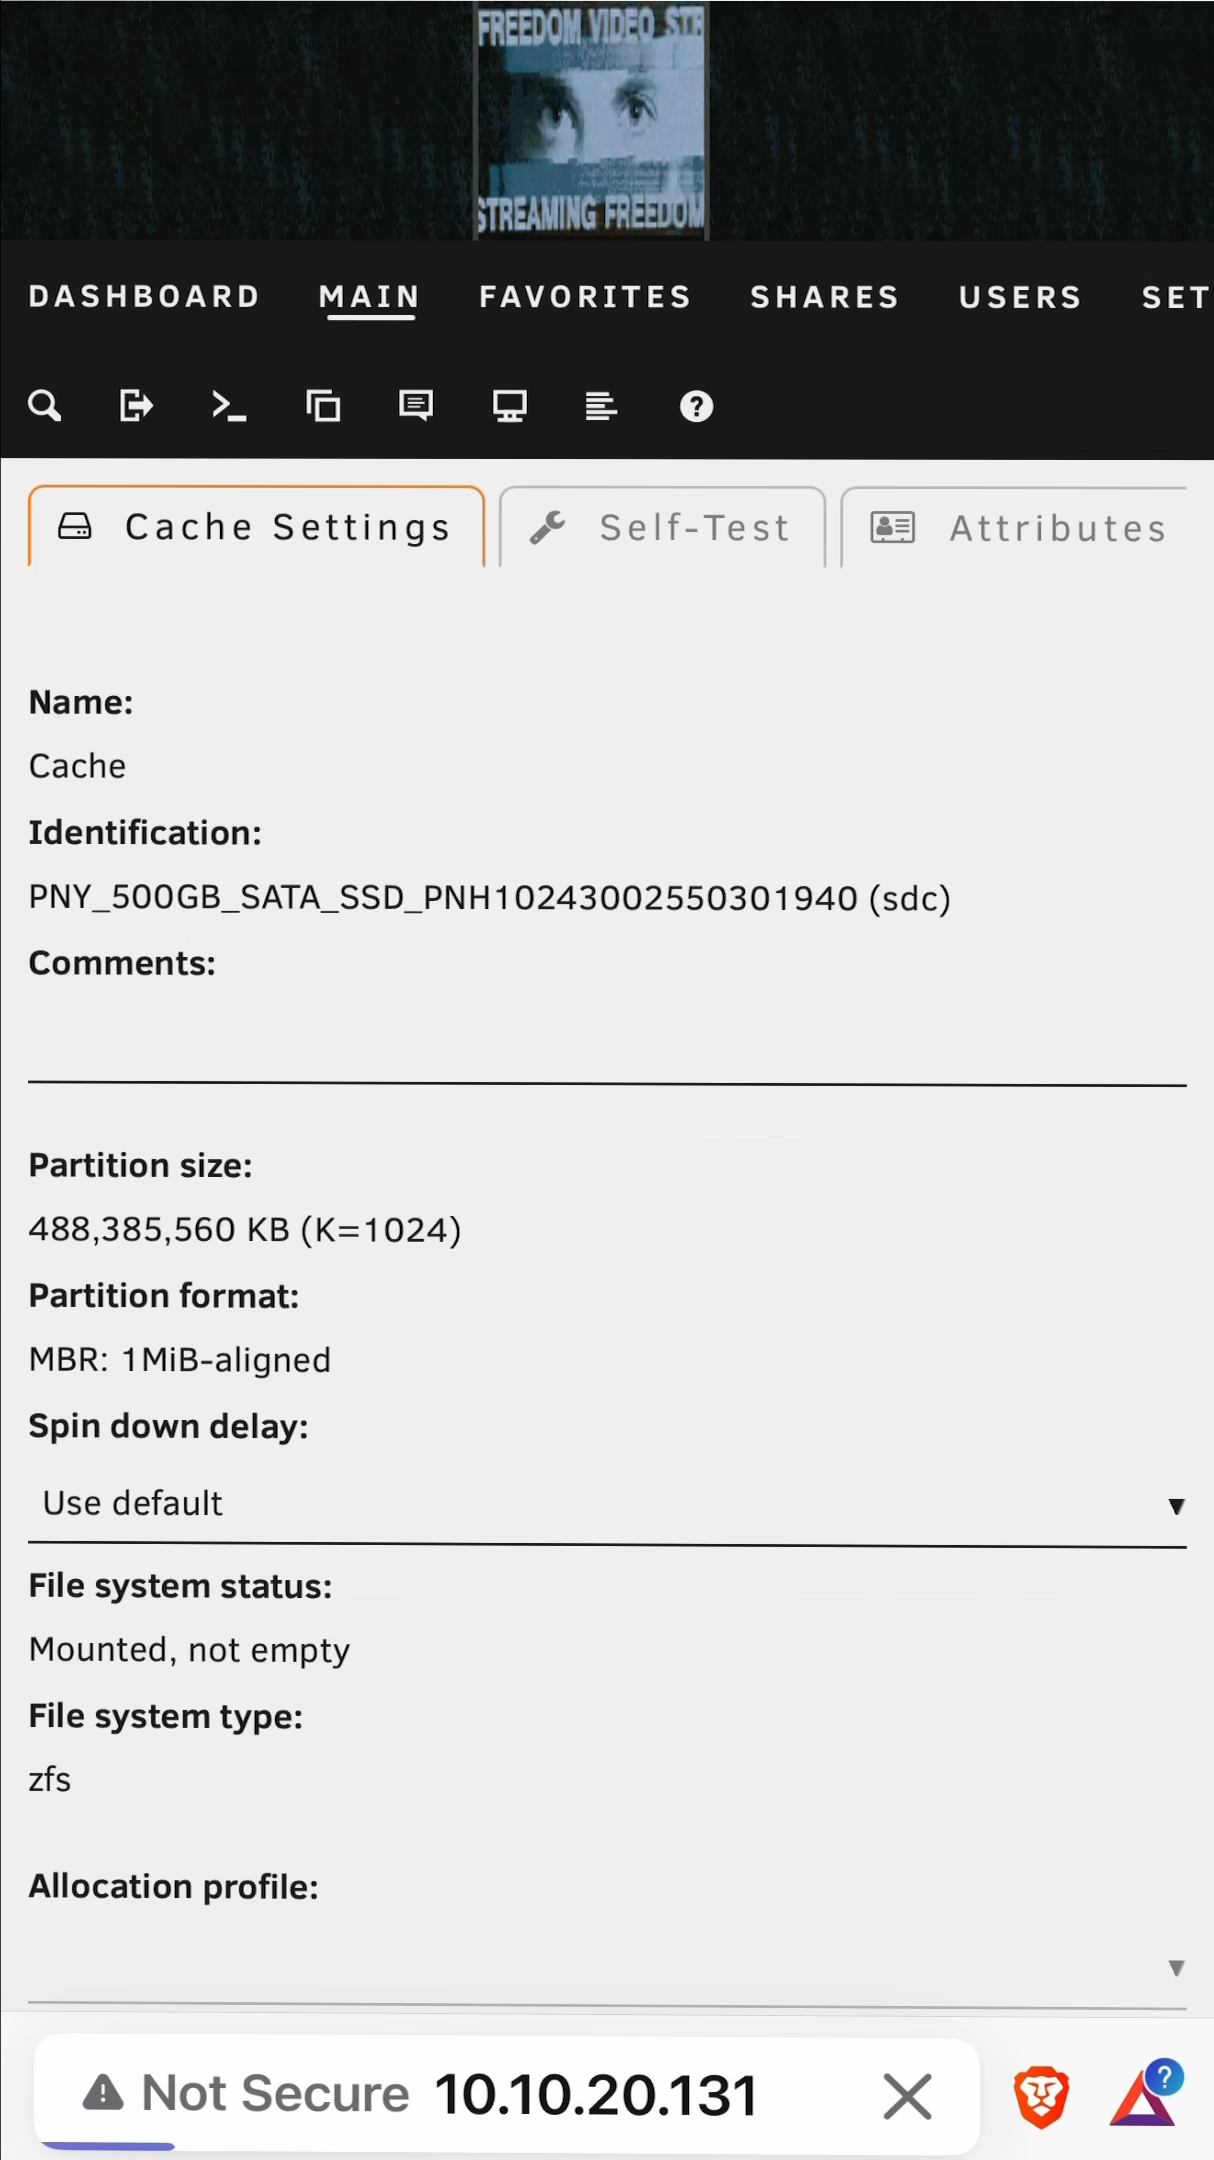 FREEDOM VIDEO STR
STREAMING FREEDOM
DASHBOARD MAIN FAVORITES SHARES USERS SET
Cache Settings Self-Test Attributes
Name:
Cache
Identification:
PNY_500GB_SATA_SSD_PNH10243002550301940 (sdc)
Comments:
Partition size:
488,385,560 KB (K=1024)
Partition format:
MBR: 1MiB-aligned
Spin down delay:
Use default
File system status:
Mounted, not empty
File system type:
zfs
Allocation profile:
Not Secure 10.10.20.131